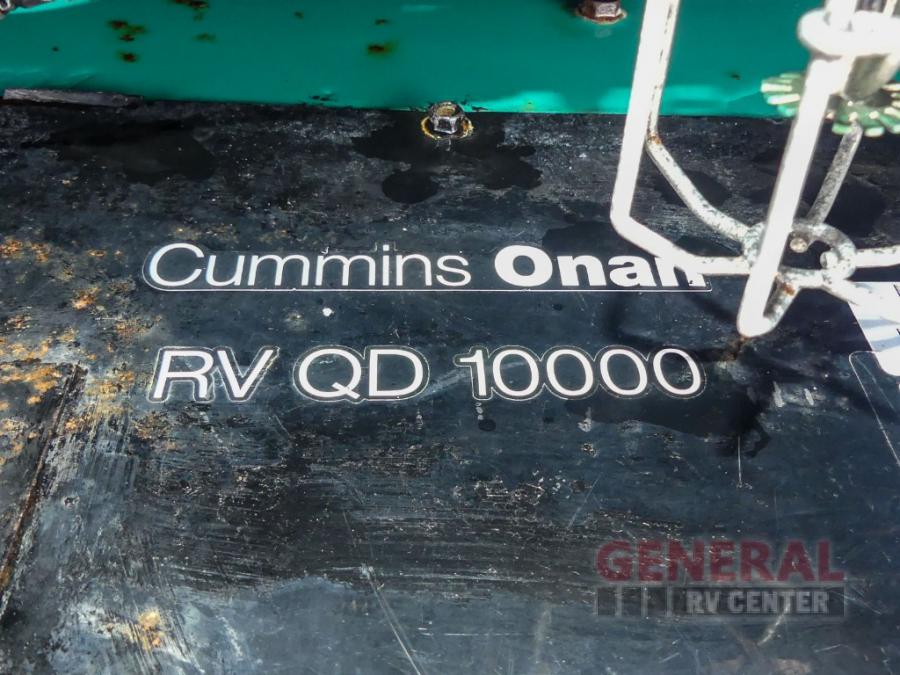 Cummins Onan
RV QD 10000
GENERAL
RV CENTER